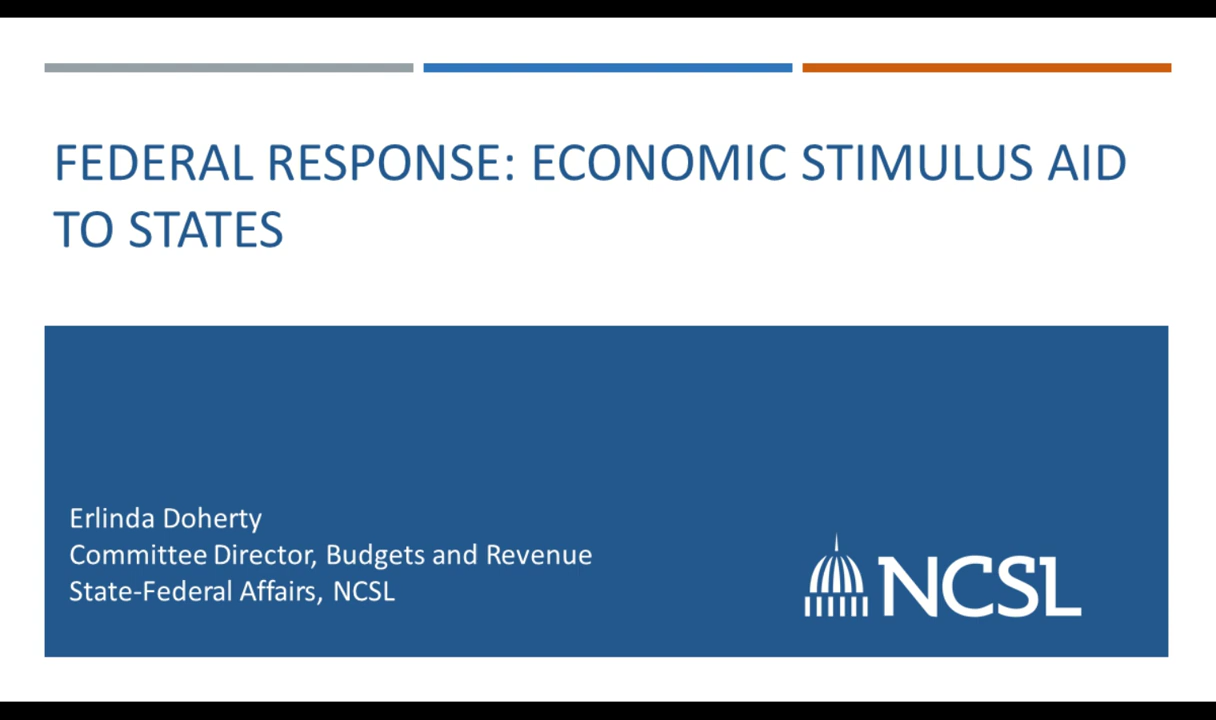 FEDERAL RESPONSE: ECONOMIC STIMULUS AID
TO STATES
Erlinda Doherty
Committee Director, Budgets and Revenue
State-Federal Affairs, NCSL
NCSL